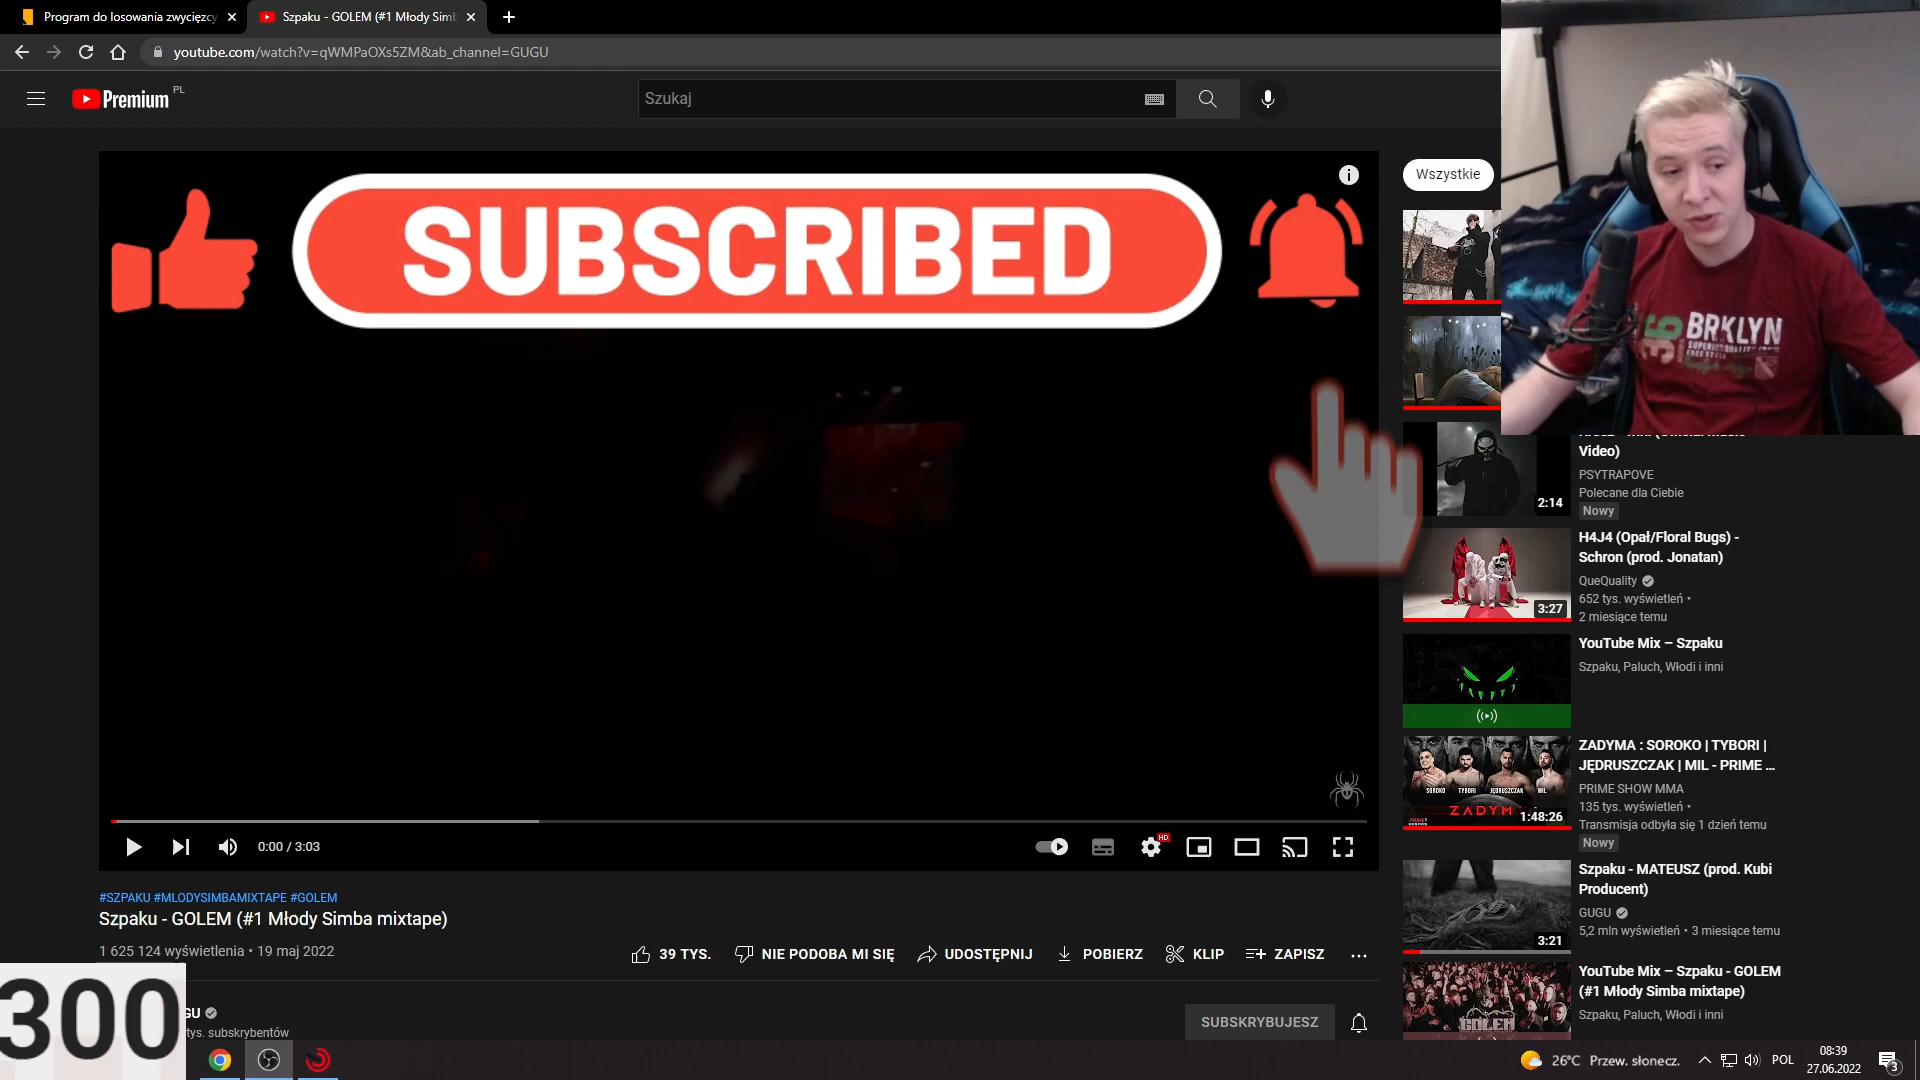 Program do losowania zwycięzcy
Szpaku - GOLEM (#1 Młody Simb
youtube.com/watch?v=qWMPaOXs5ZM&ab_channel=GUGU
Premium PL
Szukaj
Wszystkie
SUBSCRIBED
BRKLYN
Video)
PSYTRAPOVE
Polecane dla Ciebie
Nowy
2:14
H4J4 (Opał/Floral Bugs) -
Schron (prod. Jonatan)
QueQuality
652 tys. wyświetleń •
2 miesiące temu
3:27
YouTube Mix – Szpaku
Szpaku, Paluch, Włodi i inni
ZADYMA : SOROKO | TYBORI |
JĘDRUSZCZAK | MIL - PRIME ...
PRIME SHOW MMA
135 tys. wyświetleń •
Transmisja odbyła się 1 dzień temu
Nowy
SOROKO TYBORI JĘDRUSZCZAK MIL
ZADYM
1:48:26
Szpaku - MATEUSZ (prod. Kubi
Producent)
GUGU
5,2 mln wyświetleń • 3 miesiące temu
3:21
YouTube Mix – Szpaku - GOLEM
(#1 Młody Simba mixtape)
Szpaku, Paluch, Włodi i inni
GOLEM
0:00 / 3:03
HD
#SZPAKU #MLODYSIMBAMIXTAPE #GOLEM
Szpaku - GOLEM (#1 Młody Simba mixtape)
1 625 124 wyświetlenia • 19 maj 2022
39 TYS.
NIE PODOBA MI SIĘ
UDOSTĘPNIJ
POBIERZ
KLIP
ZAPISZ
300
GU
tys. subskrybentów
SUBSKRYBUJESZ
26°C Przew. słonecz.
POL
08:39
27.06.2022
3